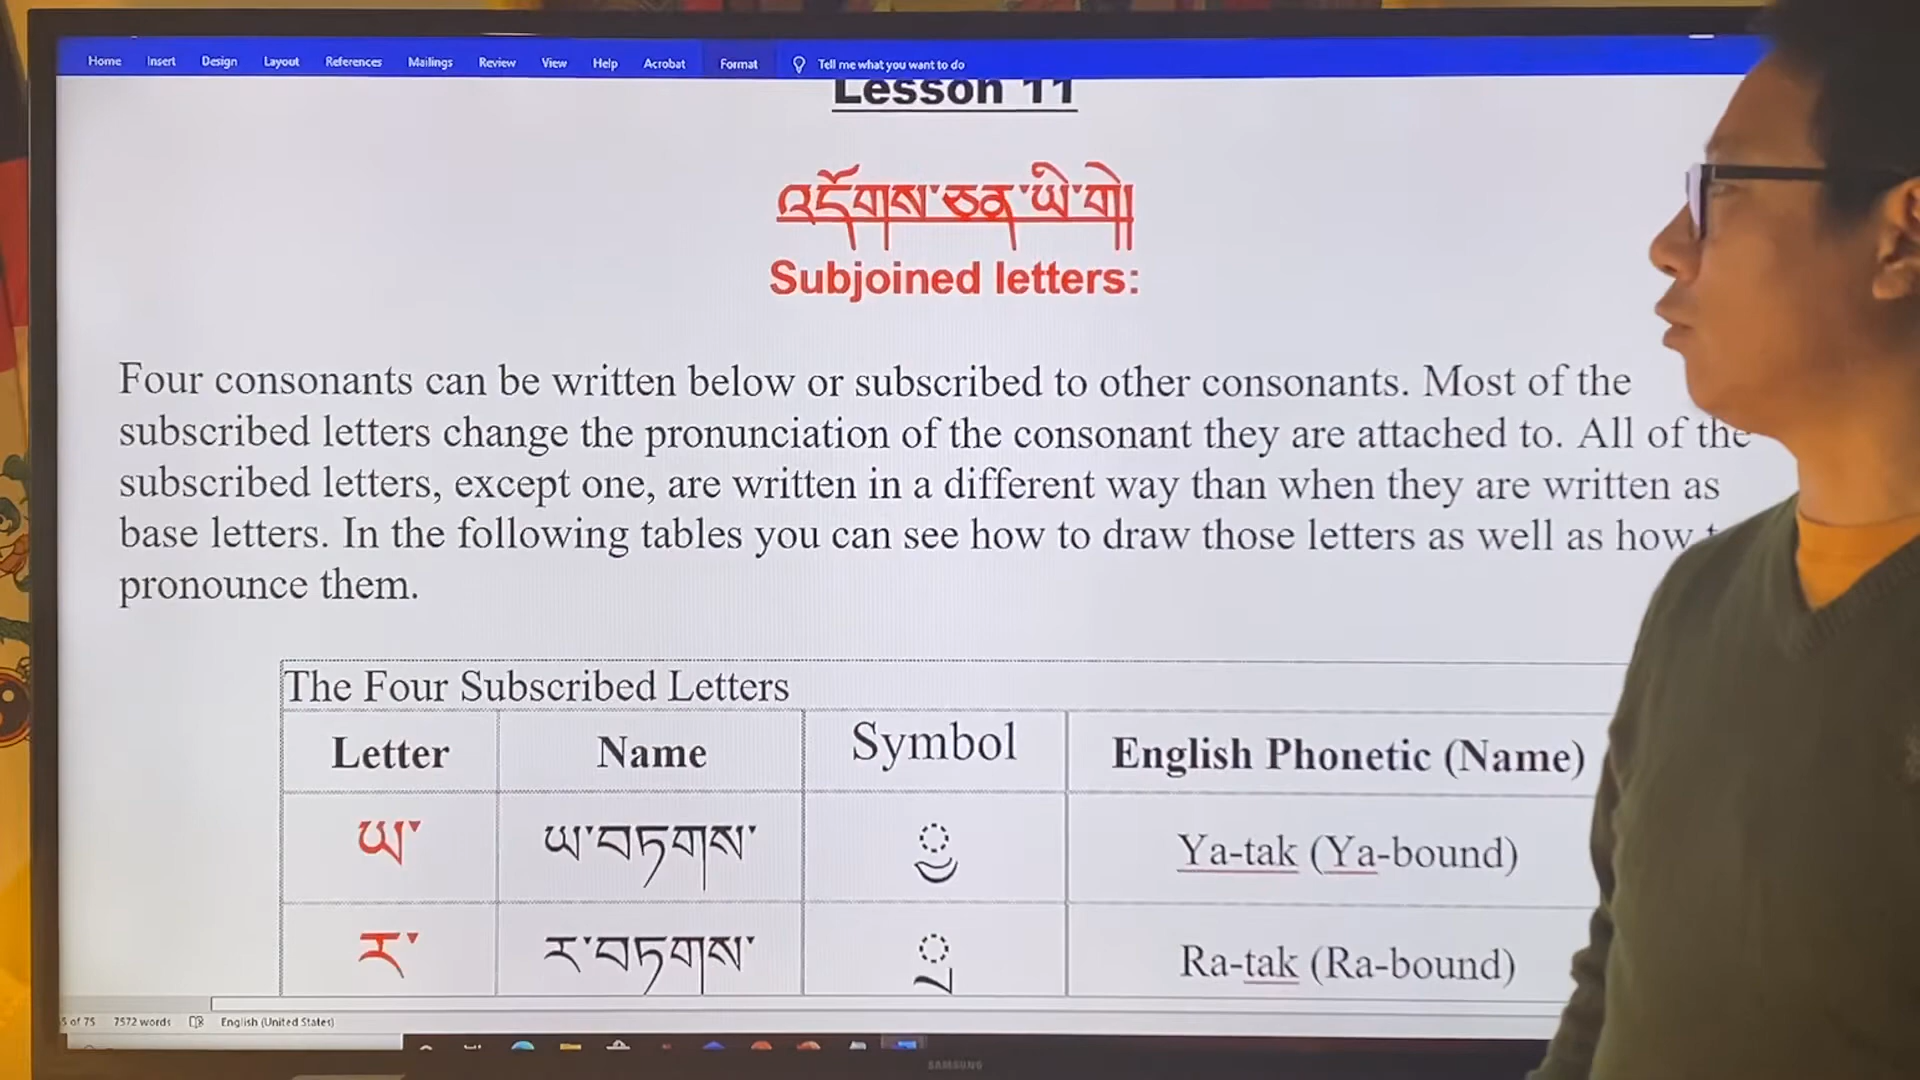 Home Insert Design Layout References Mailings Review View Help Acrobat Format Tell me what you want to do
Lesson 11
འདོགས་ཅན་ཡི་གེ།
Subjoined letters:
Four consonants can be written below or subscribed to other consonants. Most of the
subscribed letters change the pronunciation of the consonant they are attached to. All of the
subscribed letters, except one, are written in a different way than when they are written as
base letters. In the following tables you can see how to draw those letters as well as how
pronounce them.
The Four Subscribed Letters
Letter Name Symbol English Phonetic (Name)
ཡ་ ཡ་བཏགས་ ྱ Ya-tak (Ya-bound)
ར་ ར་བཏགས་ ྲ Ra-tak (Ra-bound)
5 of 75 7572 words English (United States)
SAMSUNG